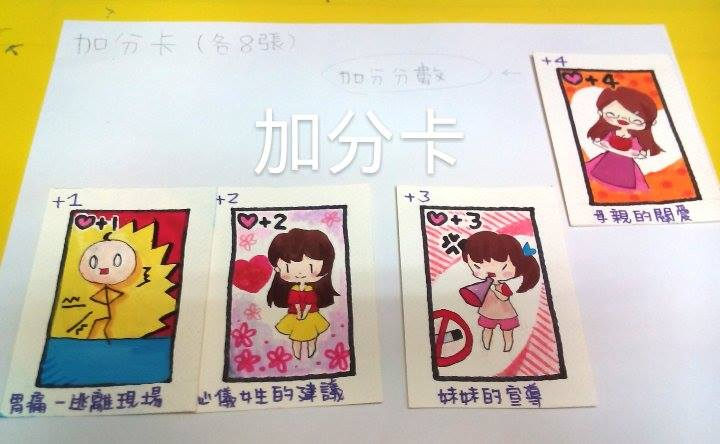 加分卡(各8張)
加分分數 ←
加分卡
+4
+4
母親的關愛
+1
+1
胃痛－逃離現場
+2
+2
心儀女生的建議
+3
+3
妹妹的宣導